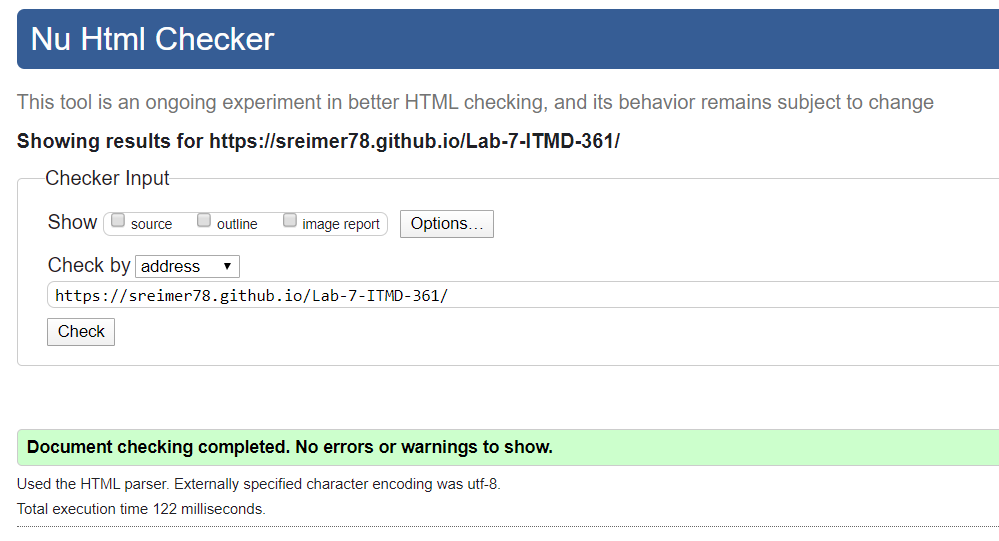 Nu Html Checker
This tool is an ongoing experiment in better HTML checking, and its behavior remains subject to change
Showing results for https://sreimer78.github.io/Lab-7-ITMD-361/
Checker Input
Show source outline image report Options...
Check by address
https://sreimer78.github.io/Lab-7-ITMD-361/
Check
Document checking completed. No errors or warnings to show.
Used the HTML parser. Externally specified character encoding was utf-8.
Total execution time 122 milliseconds.